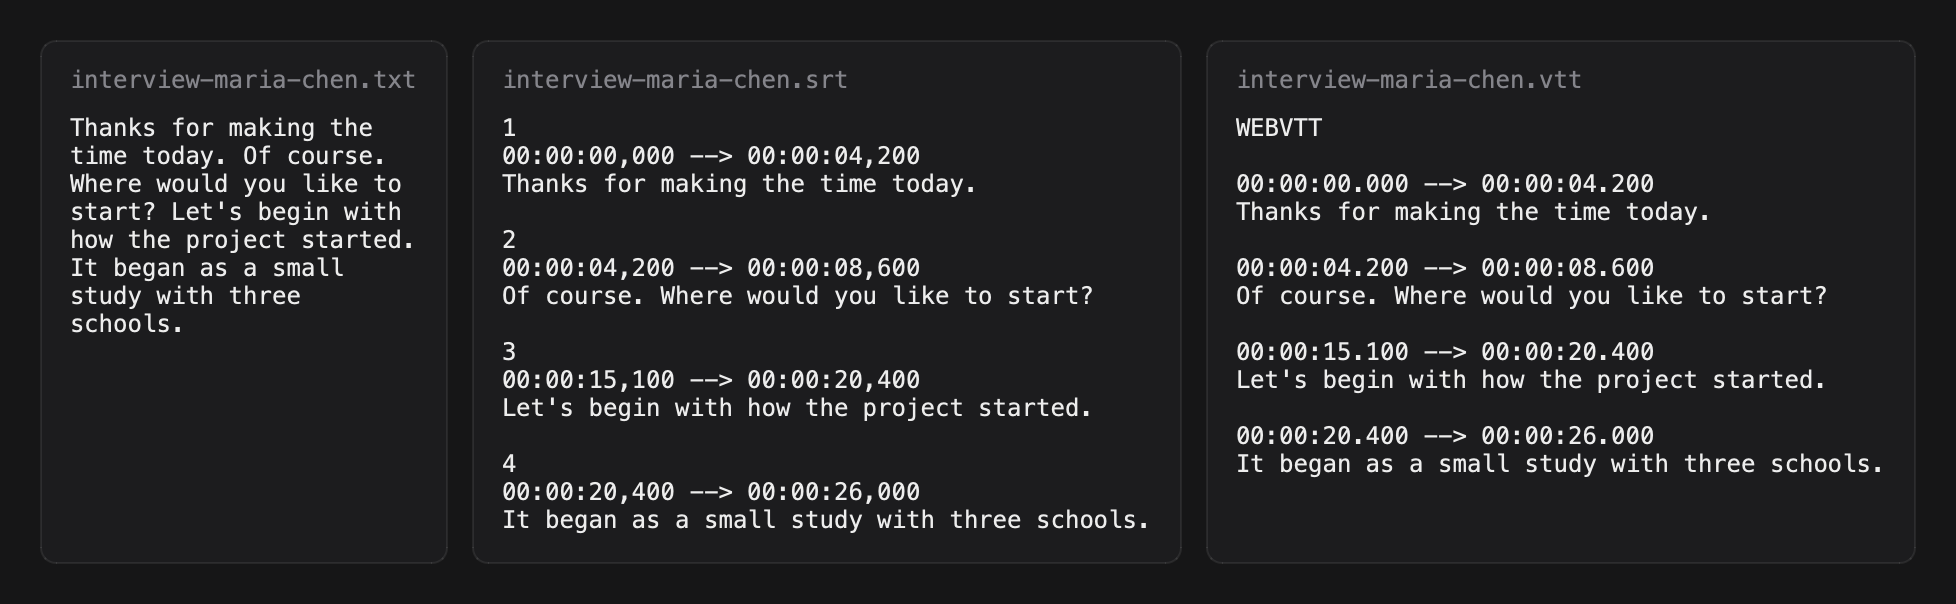 interview-maria-chen.txt
Thanks for making the
time today. Of course.
Where would you like to
start? Let's begin with
how the project started.
It began as a small
study with three
schools.
interview-maria-chen.srt
1
00:00:00,000 --> 00:00:04,200
Thanks for making the time today.
2
00:00:04,200 --> 00:00:08,600
Of course. Where would you like to start?
3
00:00:15,100 --> 00:00:20,400
Let's begin with how the project started.
4
00:00:20,400 --> 00:00:26,000
It began as a small study with three schools.
interview-maria-chen.vtt
WEBVTT
00:00:00.000 --> 00:00:04.200
Thanks for making the time today.
00:00:04.200 --> 00:00:08.600
Of course. Where would you like to start?
00:00:15.100 --> 00:00:20.400
Let's begin with how the project started.
00:00:20.400 --> 00:00:26.000
It began as a small study with three schools.